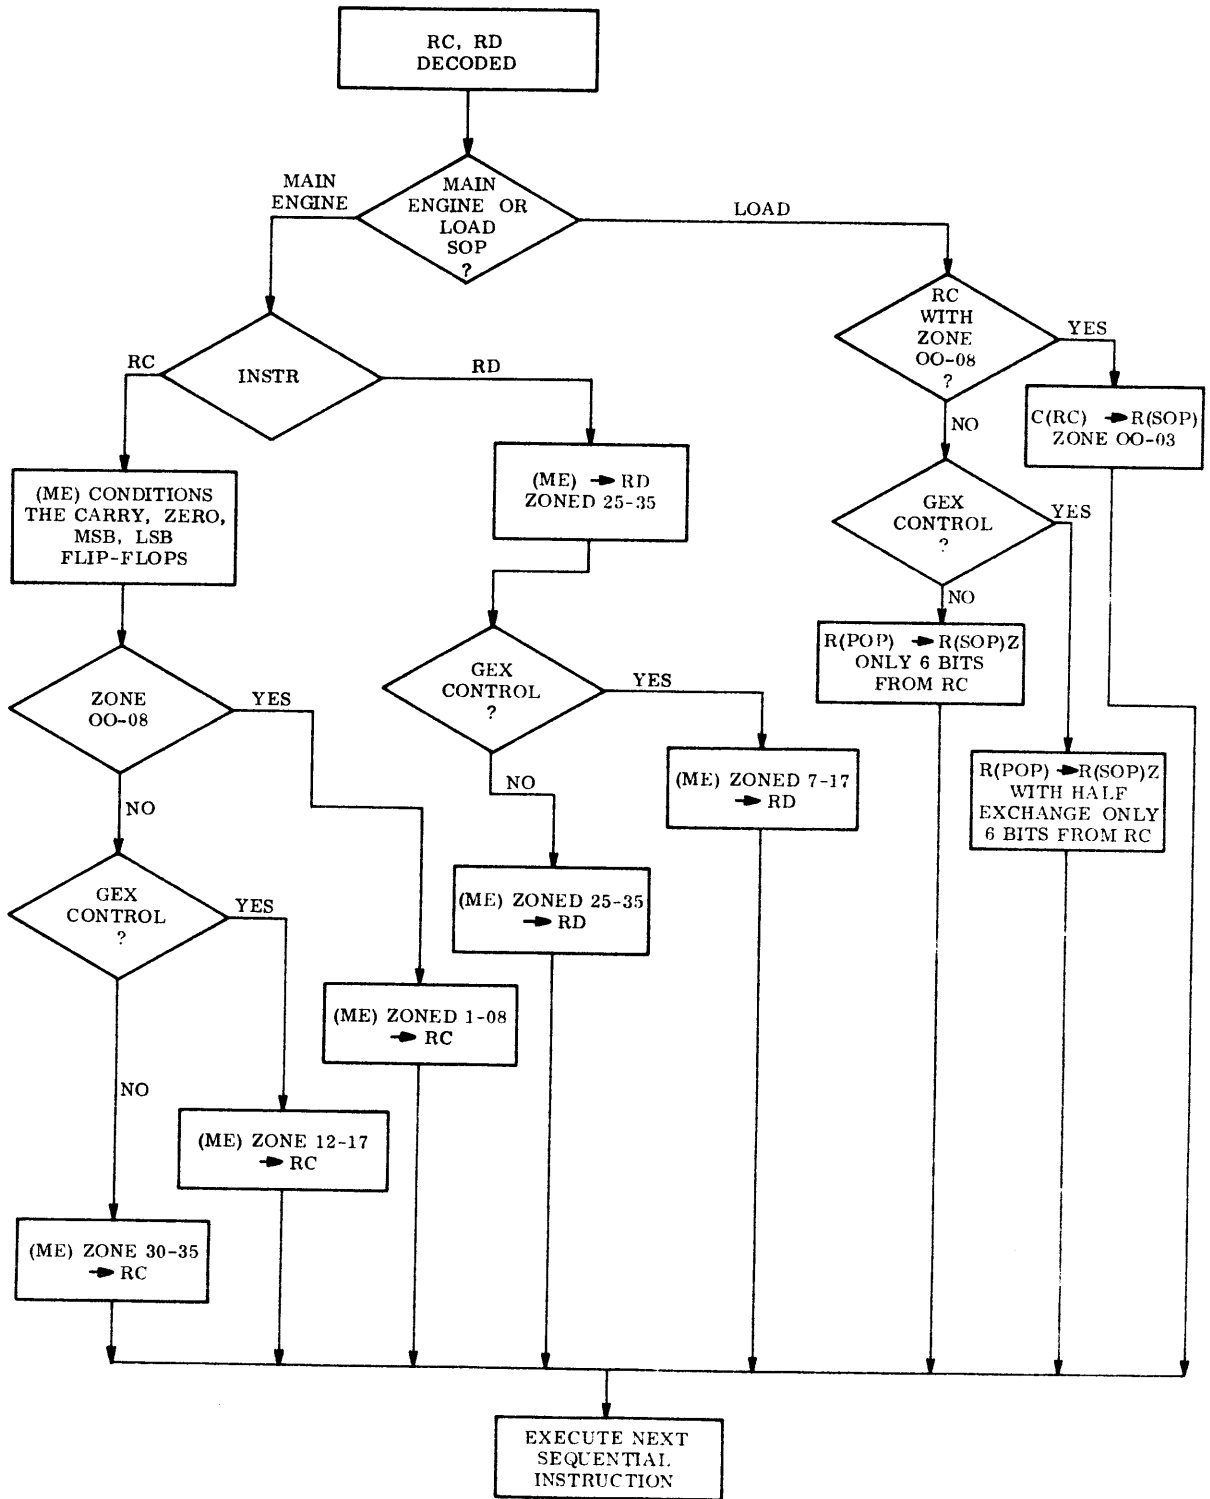 RC, RD
DECODED
MAIN
ENGINE
MAIN
ENGINE OR
LOAD
SOP
?
LOAD
RC
WITH
ZONE
OO-08
?
YES
RC
INSTR
RD
NO
C(RC) → R(SOP)
ZONE OO-03
(ME) CONDITIONS
THE CARRY, ZERO,
MSB, LSB
FLIP-FLOPS
(ME) → RD
ZONED 25-35
GEX
CONTROL
?
YES
NO
R(POP) → R(SOP)Z
ONLY 6 BITS
FROM RC
ZONE
OO-08
YES
GEX
CONTROL
?
YES
NO
NO
(ME) ZONED 7-17
→ RD
R(POP) → R(SOP)Z
WITH HALF
EXCHANGE ONLY
6 BITS FROM RC
GEX
CONTROL
?
YES
(ME) ZONED 25-35
→ RD
(ME) ZONED 1-08
→ RC
NO
(ME) ZONE 12-17
→ RC
(ME) ZONE 30-35
→ RC
EXECUTE NEXT
SEQUENTIAL
INSTRUCTION